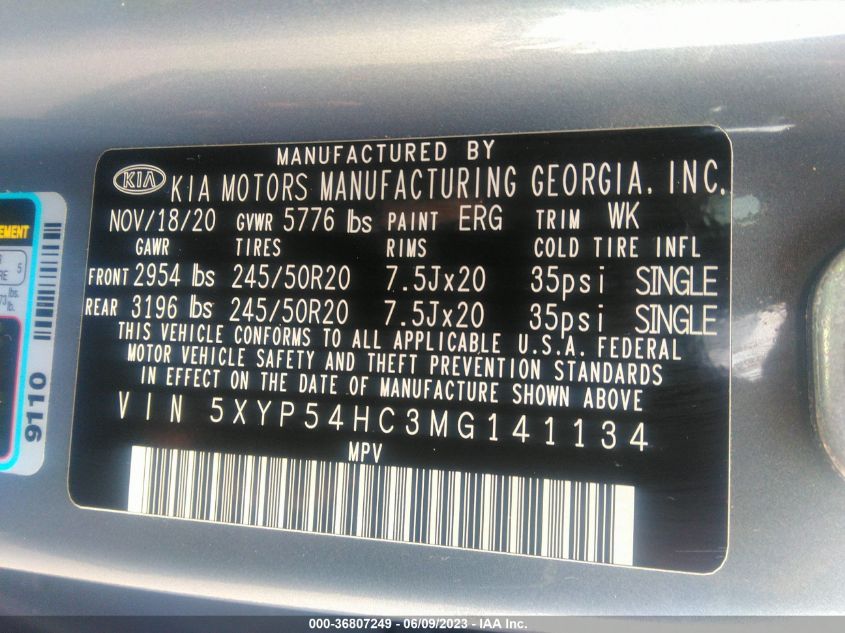 MANUFACTURED BY
KIA KIA MOTORS MANUFACTURING GEORGIA, INC.
NOV/18/20 GVWR 5776 lbs PAINT ERG TRIM WK
GAWR TIRES RIMS COLD TIRE INFL
FRONT 2954 lbs 245/50R20 7.5Jx20 35psi SINGLE
REAR 3196 lbs 245/50R20 7.5Jx20 35psi SINGLE
THIS VEHICLE CONFORMS TO ALL APPLICABLE U.S.A. FEDERAL
MOTOR VEHICLE SAFETY AND THEFT PREVENTION STANDARDS
IN EFFECT ON THE DATE OF MANUFACTURE SHOWN ABOVE
VIN 5XYP54HC3MG141134
MPV
EMENT
5
lbs.
lb.
9110
000-36807249 - 06/09/2023 - IAA Inc.